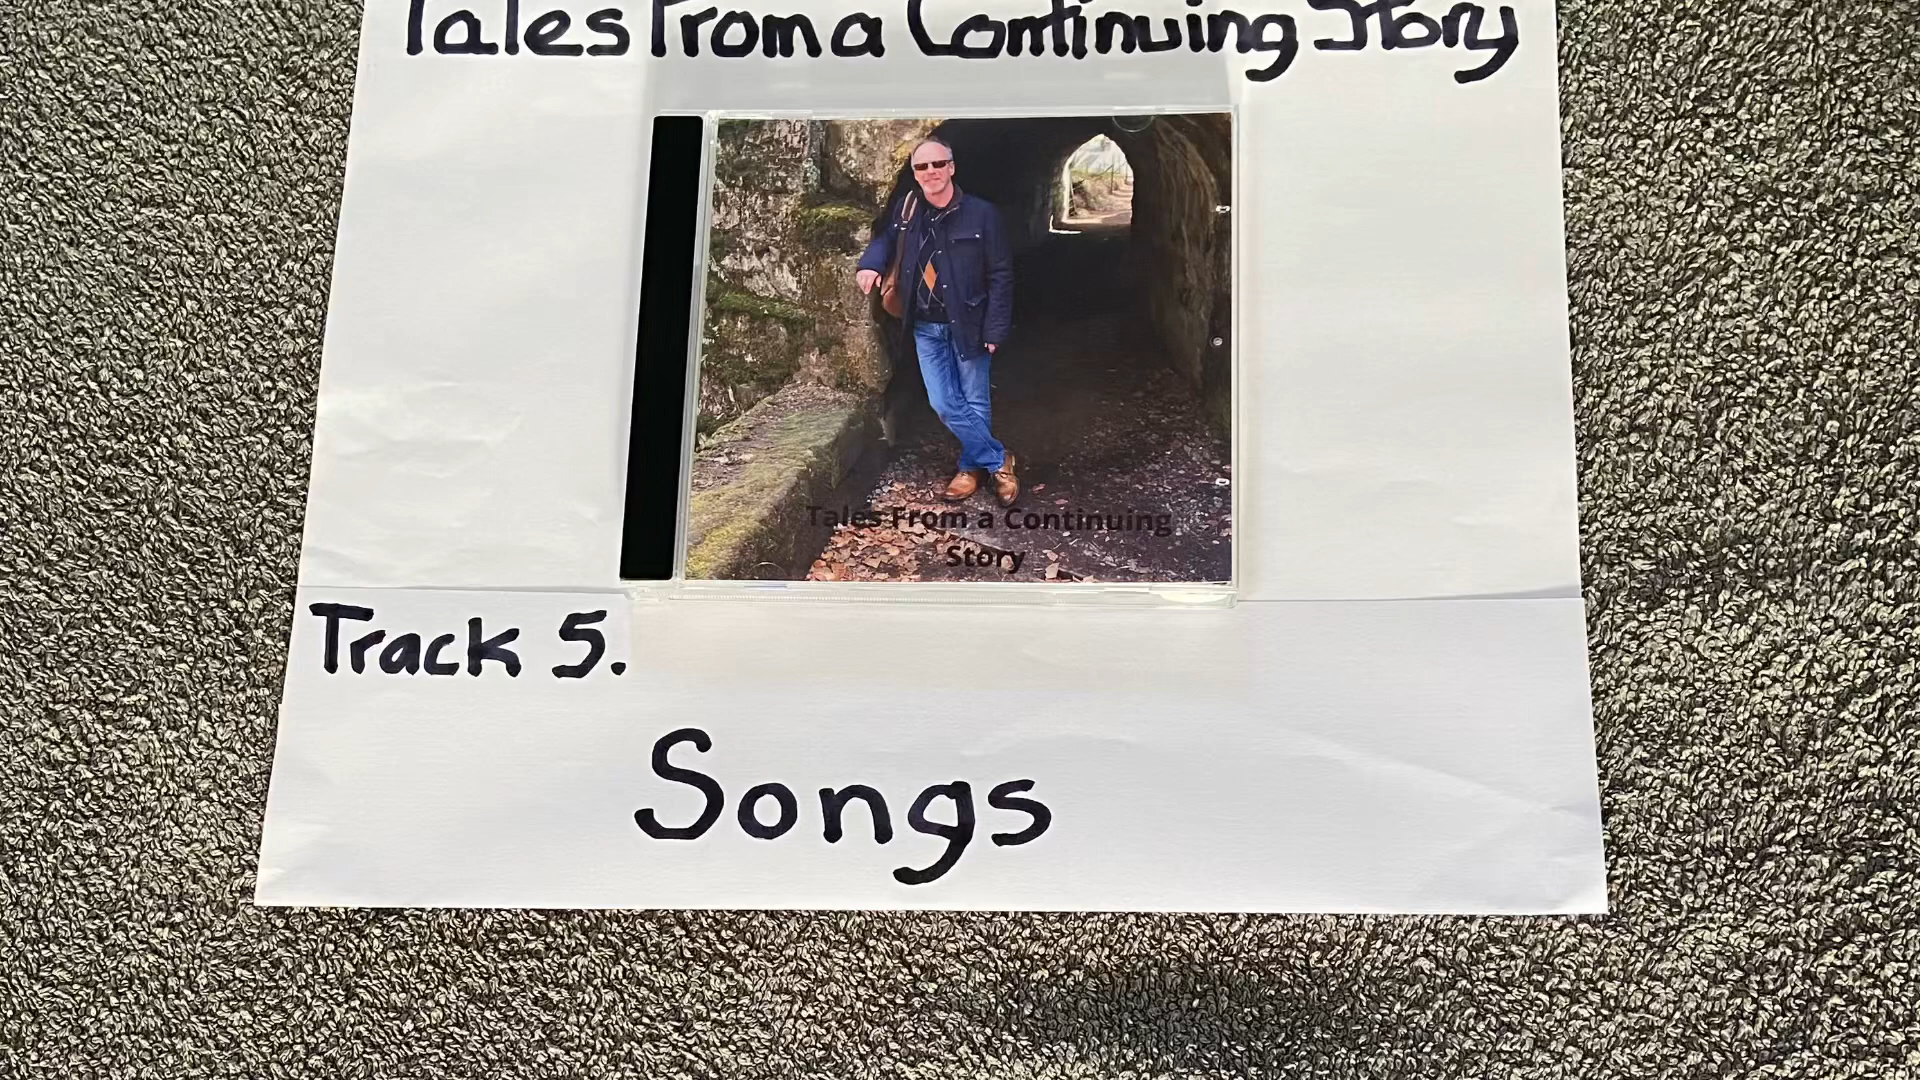 Tales From a Continuing Story
Tales From a Continuing
Story
Track 5.
Songs